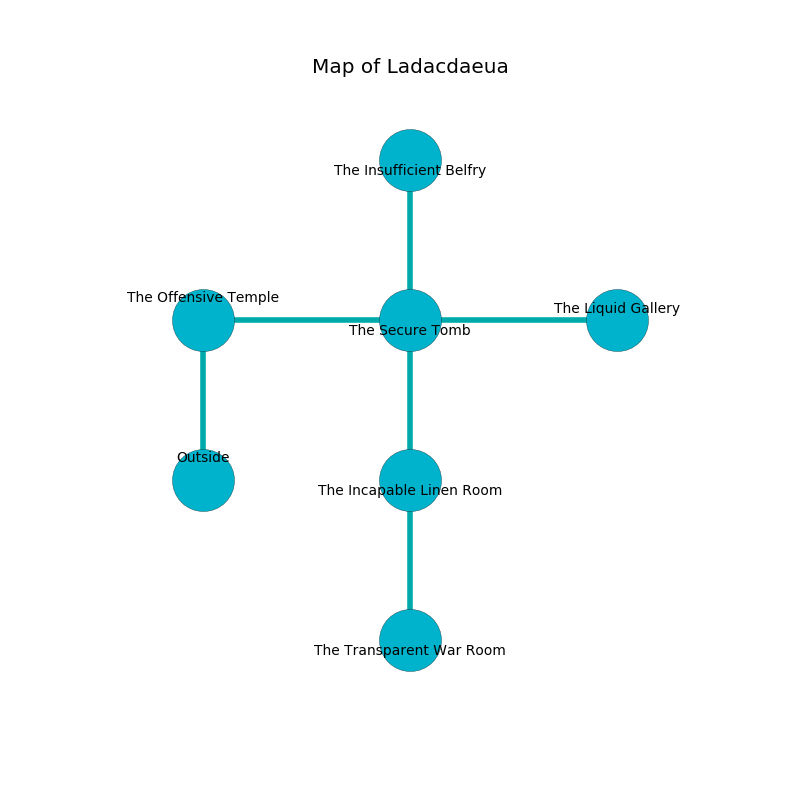 Map of Ladacdaeua
The Insufficient Belfry
The Offensive Temple
The Liquid Gallery
The Secure Tomb
Outside
The Incapable Linen Room
The Transparent War Room